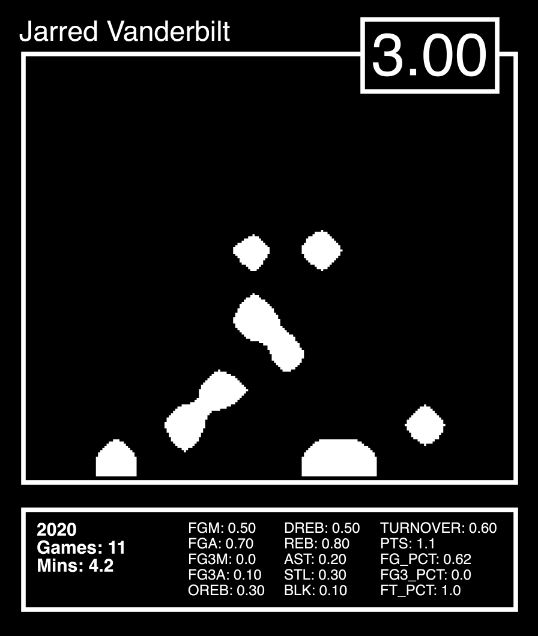 Jarred Vanderbilt
3.00
2020
Games: 11
Mins: 4.2
FGM: 0.50
FGA: 0.70
FG3M: 0.0
FG3A: 0.10
OREB: 0.30
DREB: 0.50
REB: 0.80
AST: 0.20
STL: 0.30
BLK: 0.10
TURNOVER: 0.60
PTS: 1.1
FG_PCT: 0.62
FG3_PCT: 0.0
FT_PCT: 1.0